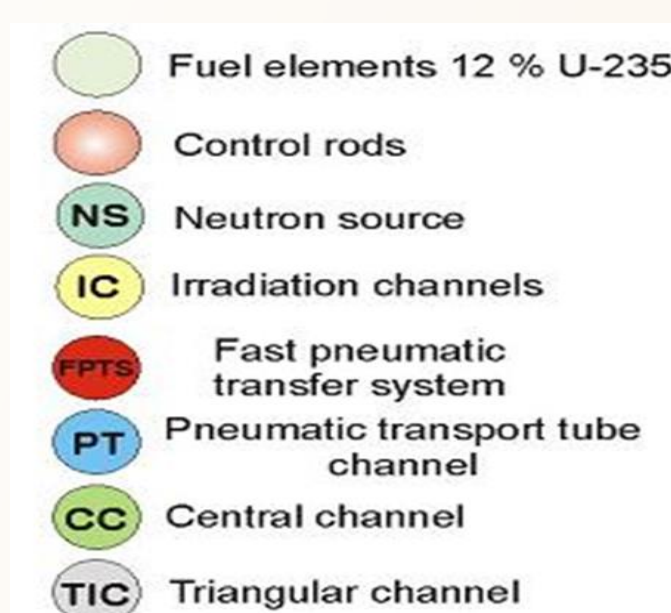 Fuel elements 12 % U-235
Control rods
NS Neutron source
IC Irradiation channels
FPTS Fast pneumatic
transfer system
PT Pneumatic transport tube
channel
CC Central channel
TIC Triangular channel